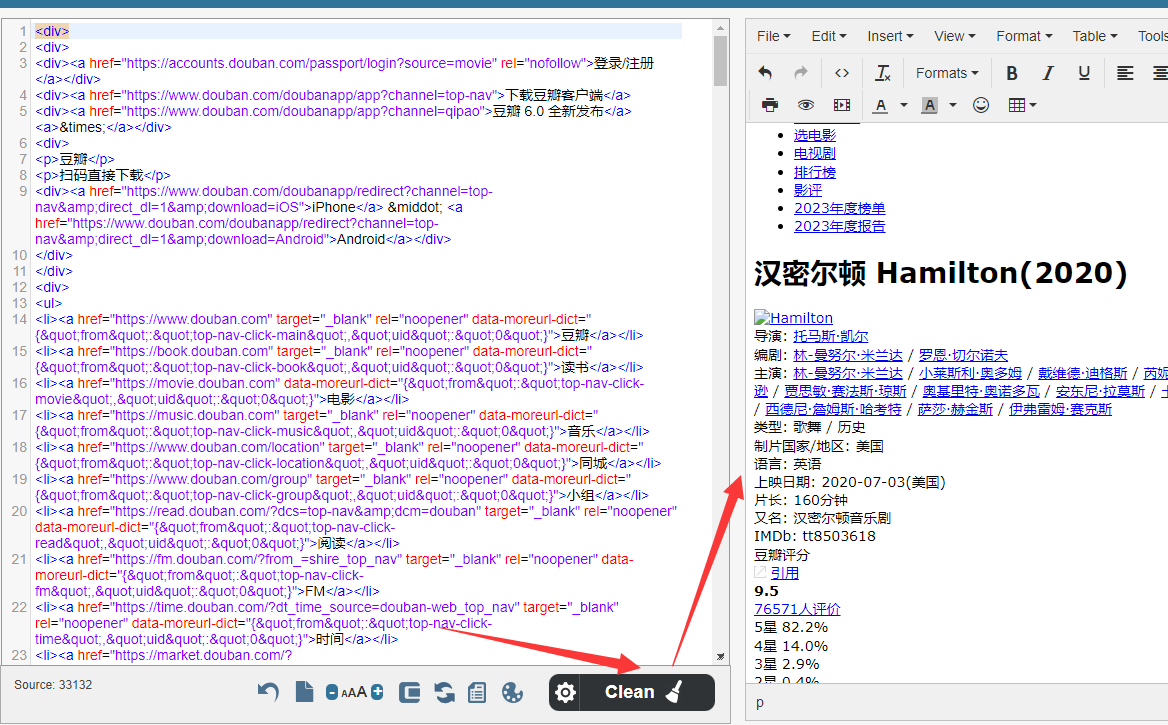 1 <div>
2 <div>
3 <div><a href="https://accounts.douban.com/passport/login?source=movie" rel="nofollow">登录/注册
</a></div>
4 <div><a href="https://www.douban.com/doubanapp/app?channel=top-nav">下载豆瓣客户端</a>
5 <div><a href="https://www.douban.com/doubanapp/app?channel=qipao">豆瓣 6.0 全新发布</a>
<a>&times;</a></div>
6 <div>
7 <p>豆瓣</p>
8 <p>扫码直接下载</p>
9 <div><a href="https://www.douban.com/doubanapp/redirect?channel=top-
nav&amp;direct_dl=1&amp;download=iOS">iPhone</a> &middot; <a
href="https://www.douban.com/doubanapp/redirect?channel=top-
nav&amp;direct_dl=1&amp;download=Android">Android</a></div>
10 </div>
11 </div>
12 <div>
13 <ul>
14 <li><a href="https://www.douban.com" target="_blank" rel="noopener" data-moreurl-dict="
{&quot;from&quot;:&quot;top-nav-click-main&quot;,&quot;uid&quot;:&quot;0&quot;}">豆瓣</a></li>
15 <li><a href="https://book.douban.com" target="_blank" rel="noopener" data-moreurl-dict="
{&quot;from&quot;:&quot;top-nav-click-book&quot;,&quot;uid&quot;:&quot;0&quot;}">读书</a></li>
16 <li><a href="https://movie.douban.com" data-moreurl-dict="{&quot;from&quot;:&quot;top-nav-click-
movie&quot;,&quot;uid&quot;:&quot;0&quot;}">电影</a></li>
17 <li><a href="https://music.douban.com" target="_blank" rel="noopener" data-moreurl-dict="
{&quot;from&quot;:&quot;top-nav-click-music&quot;,&quot;uid&quot;:&quot;0&quot;}">音乐</a></li>
18 <li><a href="https://www.douban.com/location" target="_blank" rel="noopener" data-moreurl-dict="
{&quot;from&quot;:&quot;top-nav-click-location&quot;,&quot;uid&quot;:&quot;0&quot;}">同城</a></li>
19 <li><a href="https://www.douban.com/group" target="_blank" rel="noopener" data-moreurl-dict="
{&quot;from&quot;:&quot;top-nav-click-group&quot;,&quot;uid&quot;:&quot;0&quot;}">小组</a></li>
20 <li><a href="https://read.douban.com/?dcs=top-nav&amp;dcm=douban" target="_blank" rel="noopener"
data-moreurl-dict="{&quot;from&quot;:&quot;top-nav-click-
read&quot;,&quot;uid&quot;:&quot;0&quot;}">阅读</a></li>
21 <li><a href="https://fm.douban.com/?from_=shire_top_nav" target="_blank" rel="noopener" data-
moreurl-dict="{&quot;from&quot;:&quot;top-nav-click-
fm&quot;,&quot;uid&quot;:&quot;0&quot;}">FM</a></li>
22 <li><a href="https://time.douban.com/?dt_time_source=douban-web_top_nav" target="_blank"
rel="noopener" data-moreurl-dict="{&quot;from&quot;:&quot;top-nav-click-
time&quot;,&quot;uid&quot;:&quot;0&quot;}">时间</a></li>
23 <li><a href="https://market.douban.com/?
Source: 33132
AAA
Clean
File Edit Insert View Format Table Tools
Formats B I U
A A
选电影
电视剧
排行榜
影评
2023年度榜单
2023年度报告
汉密尔顿 Hamilton(2020)
Hamilton
导演: 托马斯·凯尔
编剧: 林-曼努尔·米兰达 / 罗恩·切尔诺夫
主演: 林-曼努尔·米兰达 / 小莱斯利·奥多姆 / 戴维德·迪格斯 / 芮妮
逊 / 贾思敏·赛法斯·琼斯 / 奥基里特·奥诺多瓦 / 安东尼·拉莫斯 /
/ 西德尼·詹姆斯·哈考特 / 萨莎·赫金斯 / 伊弗雷姆·赛克斯
类型: 歌舞 / 历史
制片国家/地区: 美国
语言: 英语
上映日期: 2020-07-03(美国)
片长: 160分钟
又名: 汉密尔顿音乐剧
IMDb: tt8503618
豆瓣评分
引用
9.5
76571人评价
5星 82.2%
4星 14.0%
3星 2.9%
2星 0.4%
p